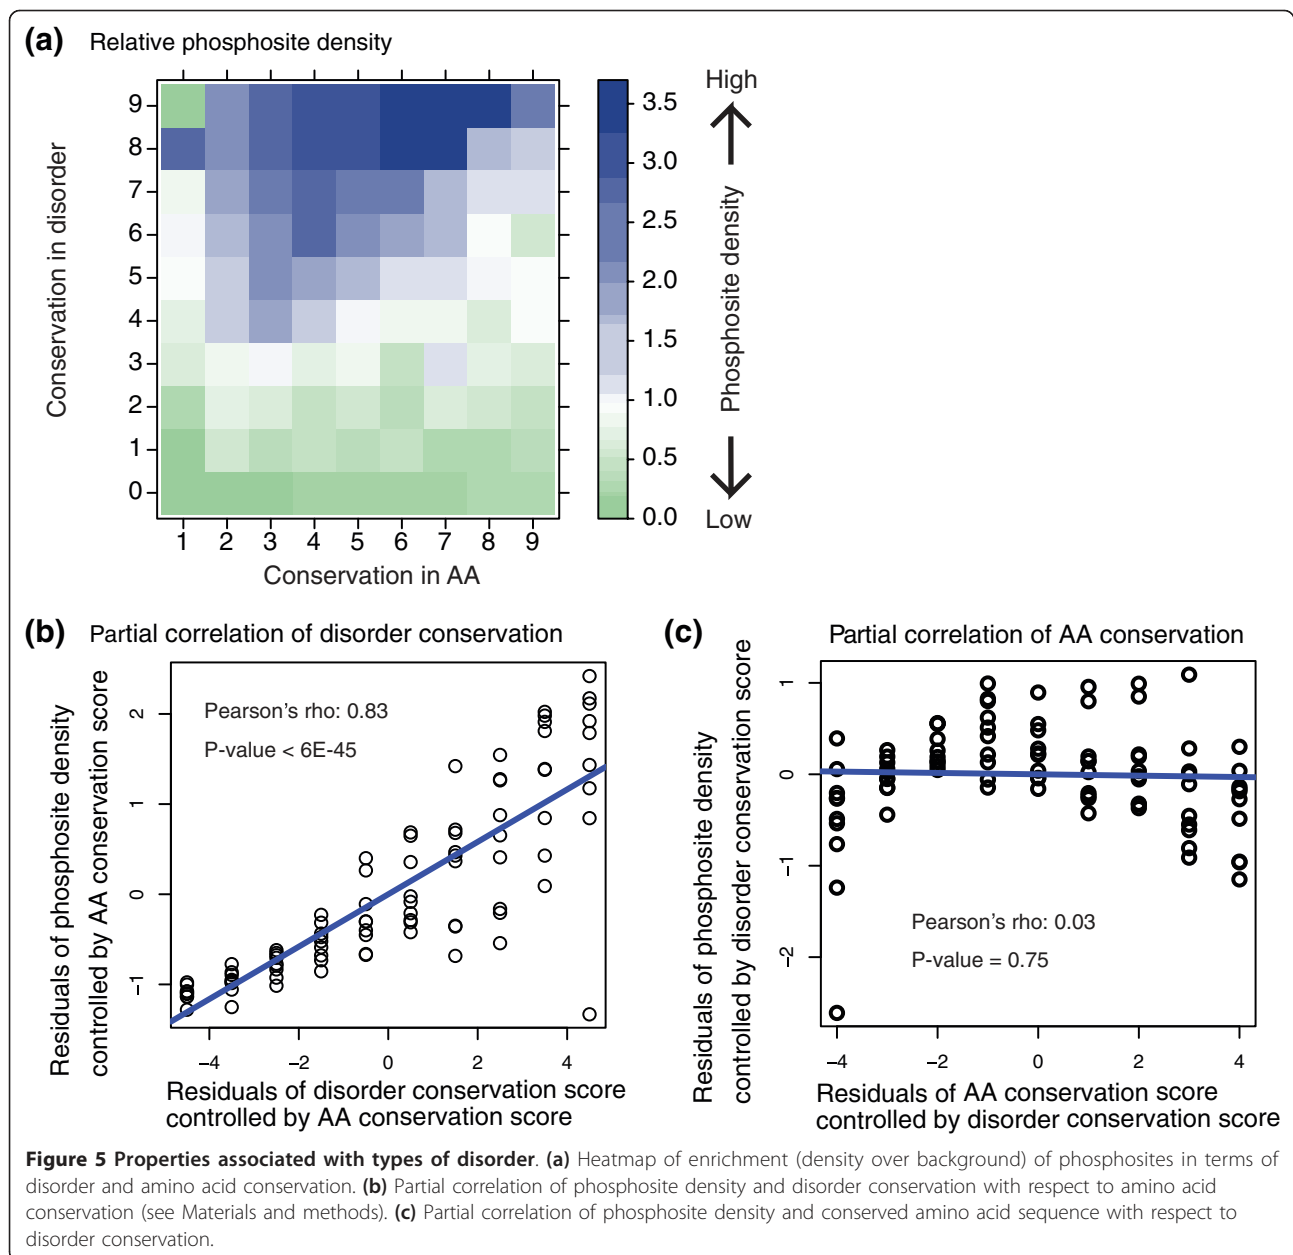 (a) Relative phosphosite density
9
8
7
6
5
4
3
2
1
0
Conservation in disorder
1 2 3 4 5 6 7 8 9
Conservation in AA
3.5
3.0
2.5
2.0
1.5
1.0
0.5
0.0
High
Phosphosite density
Low
(b) Partial correlation of disorder conservation
Residuals of phosphosite density
controlled by AA conservation score
2
1
0
−1
Pearson's rho: 0.83
P-value < 6E-45
−4 −2 0 2 4
Residuals of disorder conservation score
controlled by AA conservation score
(c) Partial correlation of AA conservation
Residuals of phosphosite density
controlled by disorder conservation score
1
0
−1
−2
Pearson's rho: 0.03
P-value = 0.75
−4 −2 0 2 4
Residuals of AA conservation score
controlled by disorder conservation score
Figure 5 Properties associated with types of disorder. (a) Heatmap of enrichment (density over background) of phosphosites in terms of
disorder and amino acid conservation. (b) Partial correlation of phosphosite density and disorder conservation with respect to amino acid
conservation (see Materials and methods). (c) Partial correlation of phosphosite density and conserved amino acid sequence with respect to
disorder conservation.